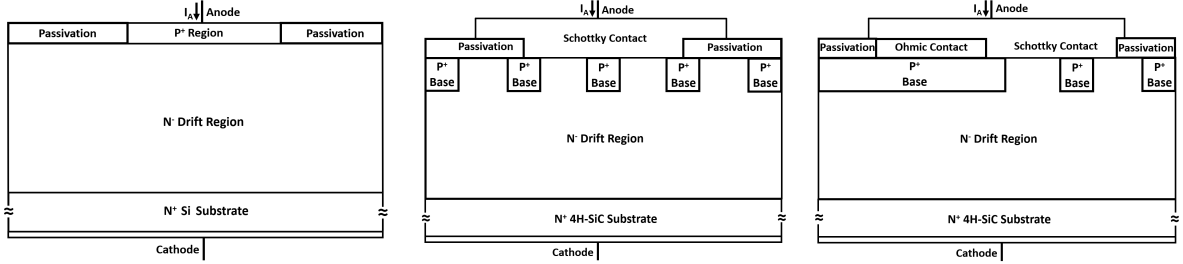 I_A Anode
Passivation P⁺ Region Passivation
N⁻ Drift Region
N⁺ Si Substrate
Cathode
I_A Anode
Schottky Contact
Passivation Passivation
P⁺ P⁺ P⁺ P⁺ P⁺
Base Base Base Base Base
N⁻ Drift Region
N⁺ 4H-SiC Substrate
Cathode
I_A Anode
Passivation Ohmic Contact Schottky Contact Passivation
P⁺ P⁺ P⁺
Base Base Base
N⁻ Drift Region
N⁺ 4H-SiC Substrate
Cathode